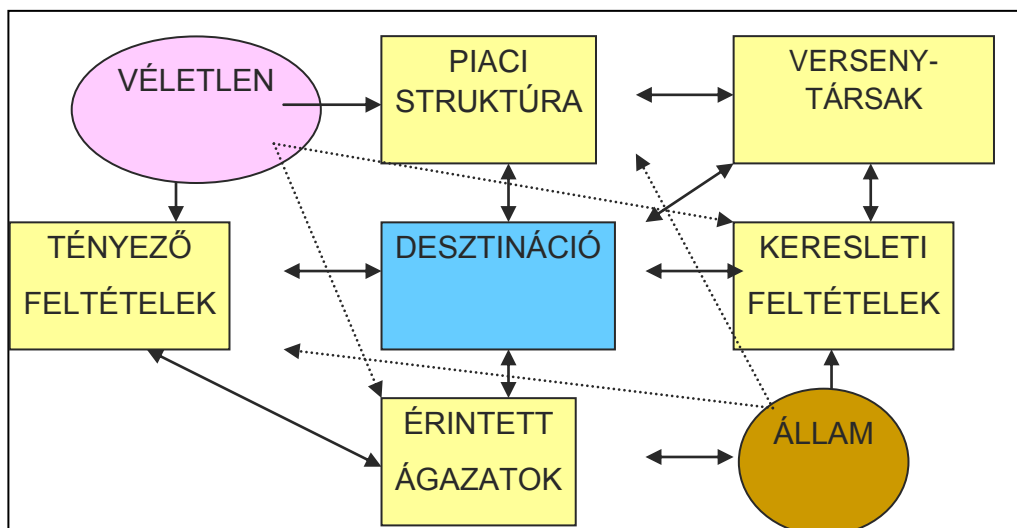 VÉLETLEN
PIACI
STRUKTÚRA
VERSENY-
TÁRSAK
TÉNYEZŐ
FELTÉTELEK
DESZTINÁCIÓ
KERESLETI
FELTÉTELEK
ÉRINTETT
ÁGAZATOK
ÁLLAM